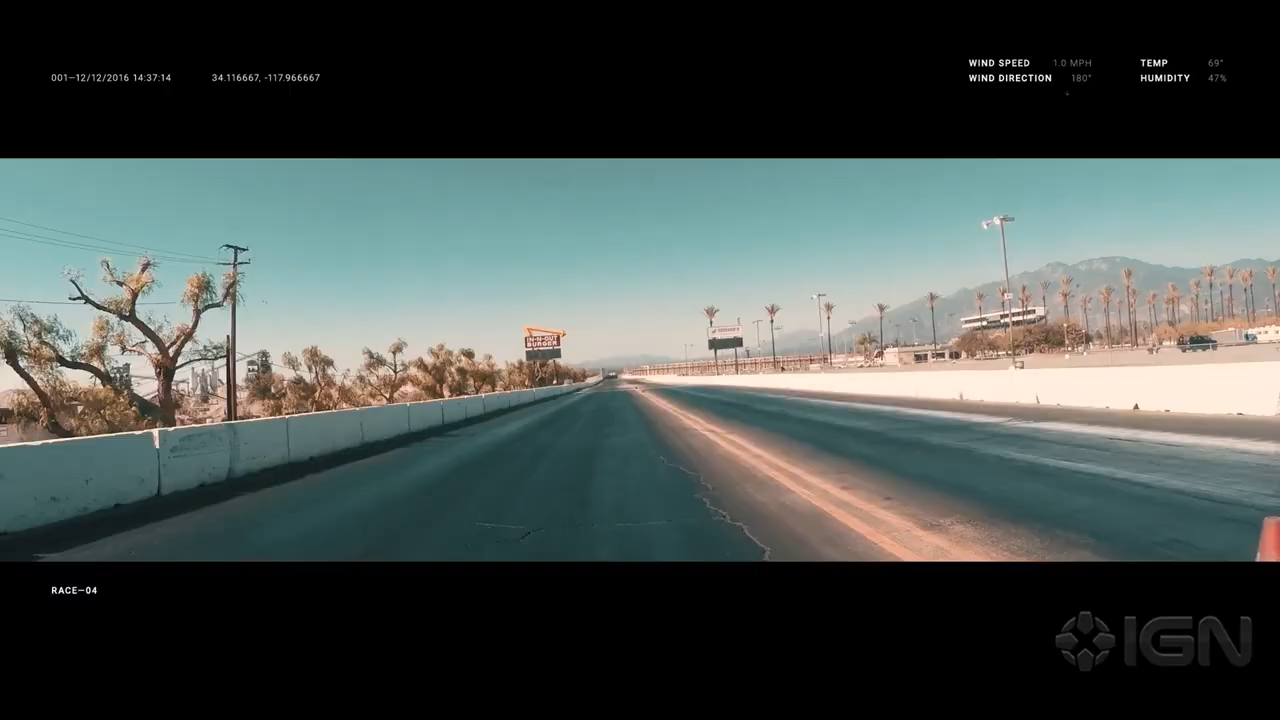 001—12/12/2016 14:37:14
34.116667, -117.966667
WIND SPEED 1.0 MPH
WIND DIRECTION 180°
TEMP 69°
HUMIDITY 47%
IN-N-OUT
BURGER
RACE—04
IGN